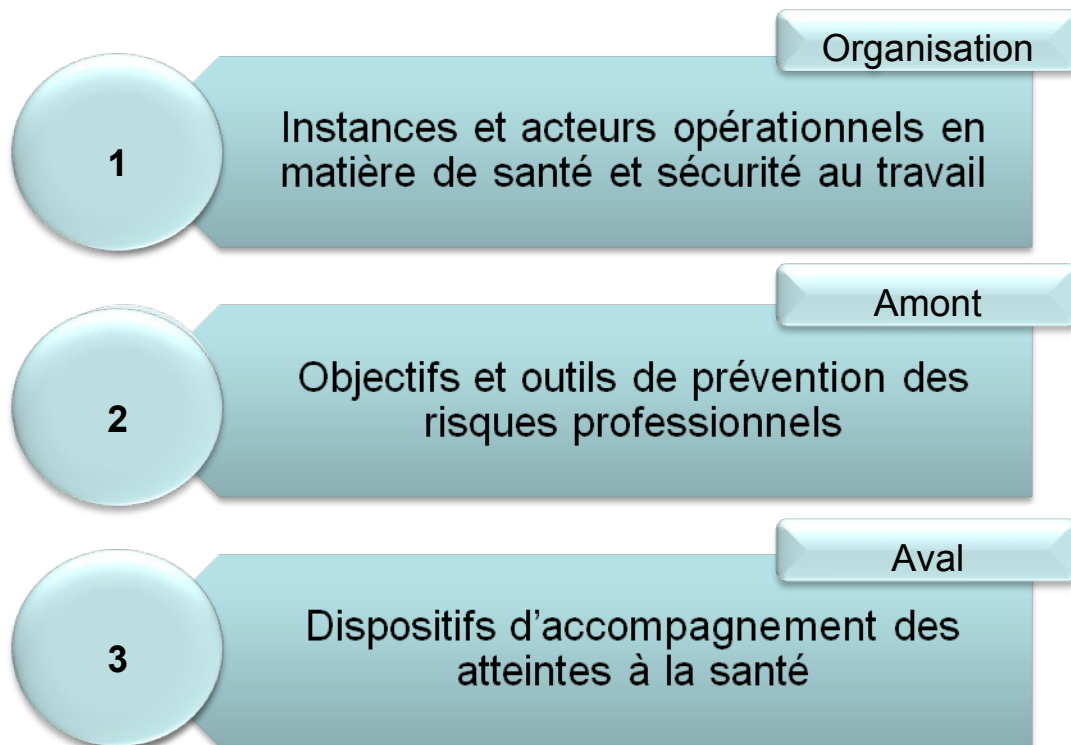 Organisation
1
Instances et acteurs opérationnels en
matière de santé et sécurité au travail
Amont
2
Objectifs et outils de prévention des
risques professionnels
Aval
3
Dispositifs d’accompagnement des
atteintes à la santé